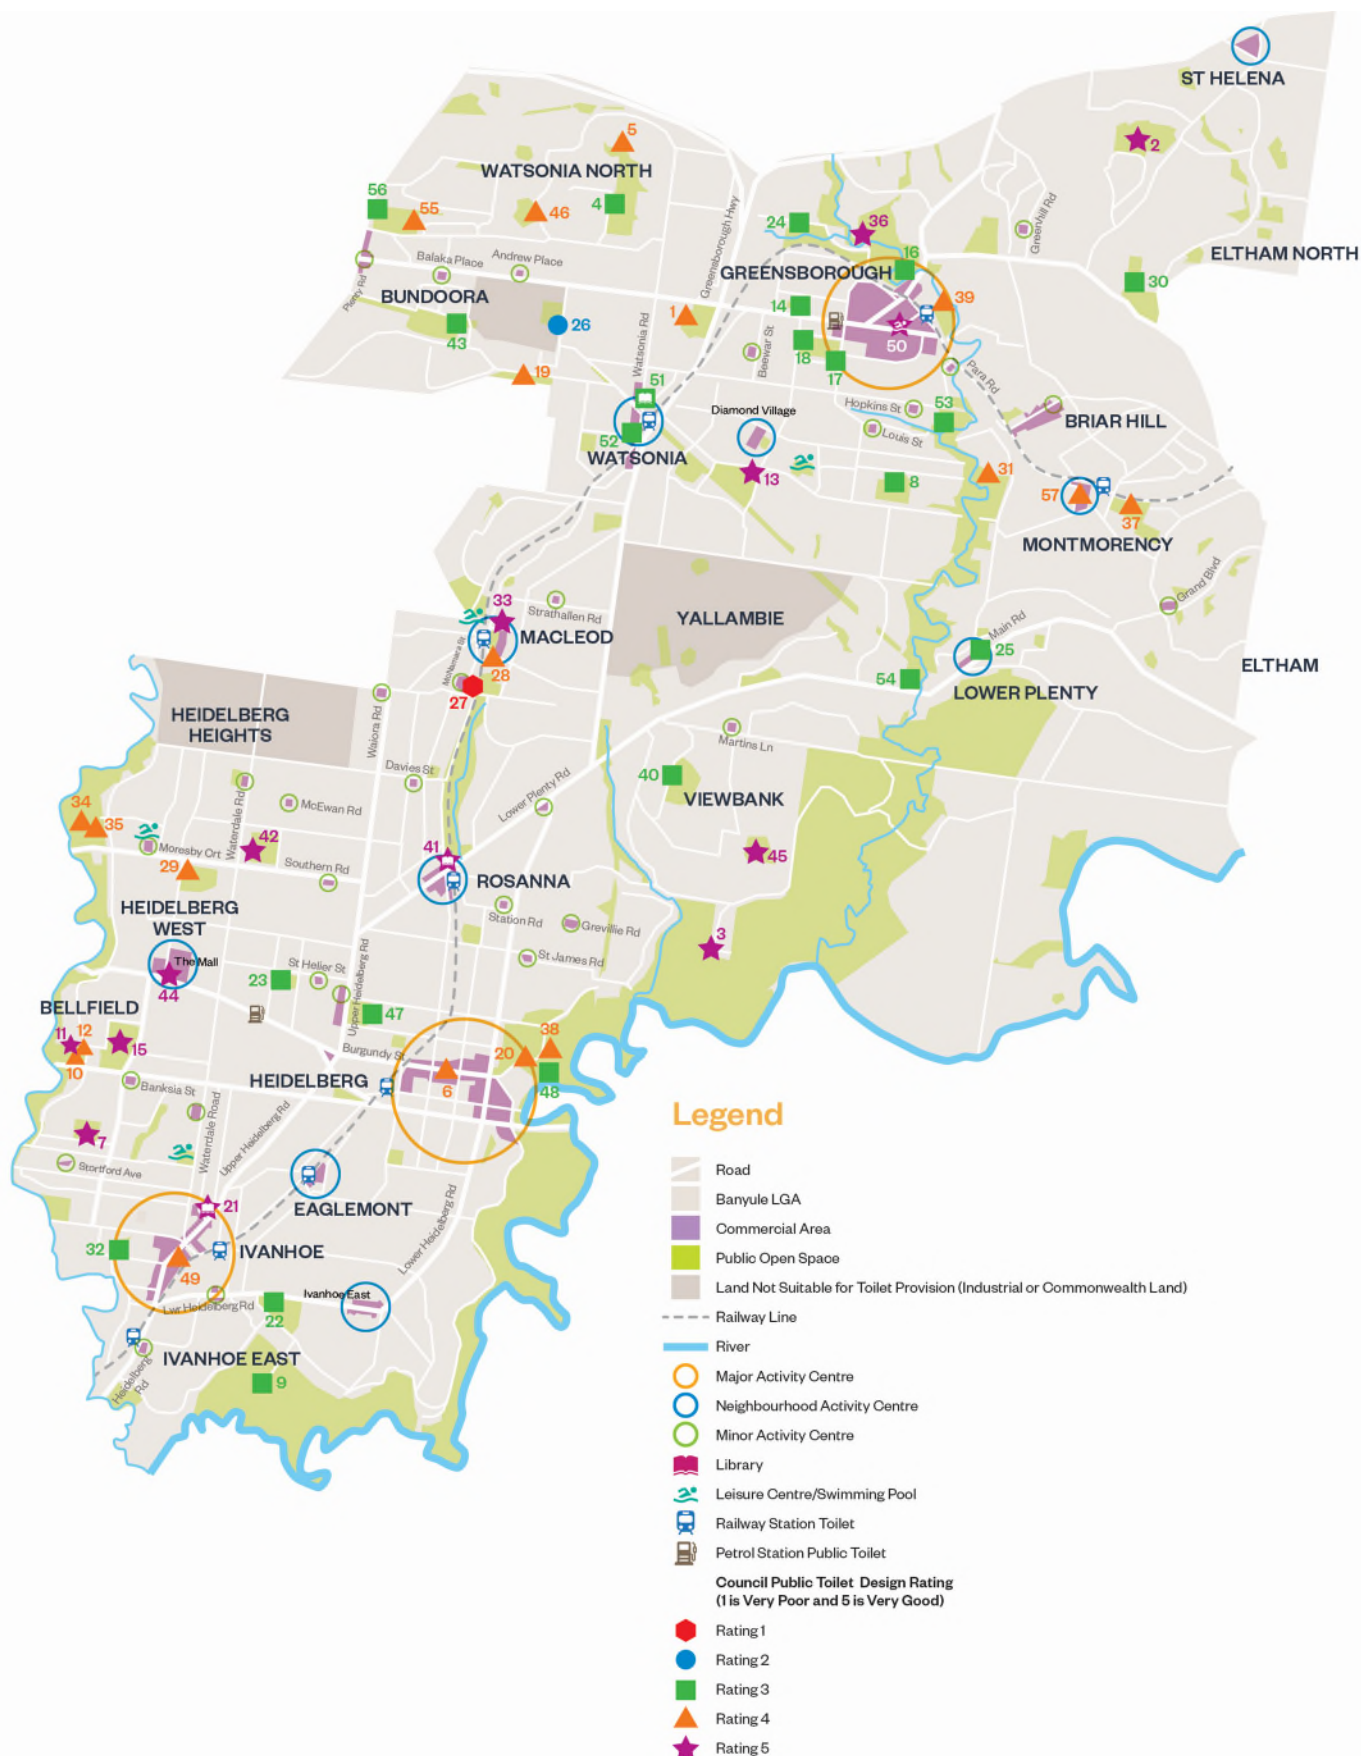 ST HELENA
5
2
WATSONIA NORTH
56
55
46
4
36
24
Greenhill Rd
Greensborough Hwy
ELTHAM NORTH
16
Balaka Place
Andrew Place
GREENSBOROUGH
Plenty Rd
BUNDOORA
30
39
14
1
26
43
50
18
Watsonia Rd
Beewar St
17
19
Para Rd
51
Hopkins St
53
Diamond Village
BRIAR HILL
52
Louis St
WATSONIA
13
31
8
57
37
MONTMORENCY
Grand Blvd
33
Strathallen Rd
YALLAMBIE
MACLEOD
Main Rd
McNamara St
25
28
ELTHAM
54
27
LOWER PLENTY
HEIDELBERG
HEIGHTS
Waiora Rd
Martins Ln
Davies St
40
Lower Plenty Rd
VIEWBANK
34
McEwan Rd
35
Waterdale Rd
42
Moresby Crt
41
45
29
Southern Rd
ROSANNA
HEIDELBERG
WEST
Station Rd
Grevillie Rd
3
The Mall
St James Rd
St Helier St
23
Upper Heidelberg Rd
44
BELLFIELD
47
11
12
15
38
10
Burgundy St
20
HEIDELBERG
6
48
Banksia St
Waterdale Road
7
Upper Heidelberg Rd
Stortford Ave
21
EAGLEMONT
Lower Heidelberg Rd
32
IVANHOE
49
Ivanhoe East
Lwr Heidelberg Rd
22
IVANHOE EAST
Heidelberg
Rd
9
Legend
Road
Banyule LGA
Commercial Area
Public Open Space
Land Not Suitable for Toilet Provision (Industrial or Commonwealth Land)
Railway Line
River
Major Activity Centre
Neighbourhood Activity Centre
Minor Activity Centre
Library
Leisure Centre/Swimming Pool
Railway Station Toilet
Petrol Station Public Toilet
Council Public Toilet Design Rating
(1 is Very Poor and 5 is Very Good)
Rating 1
Rating 2
Rating 3
Rating 4
Rating 5